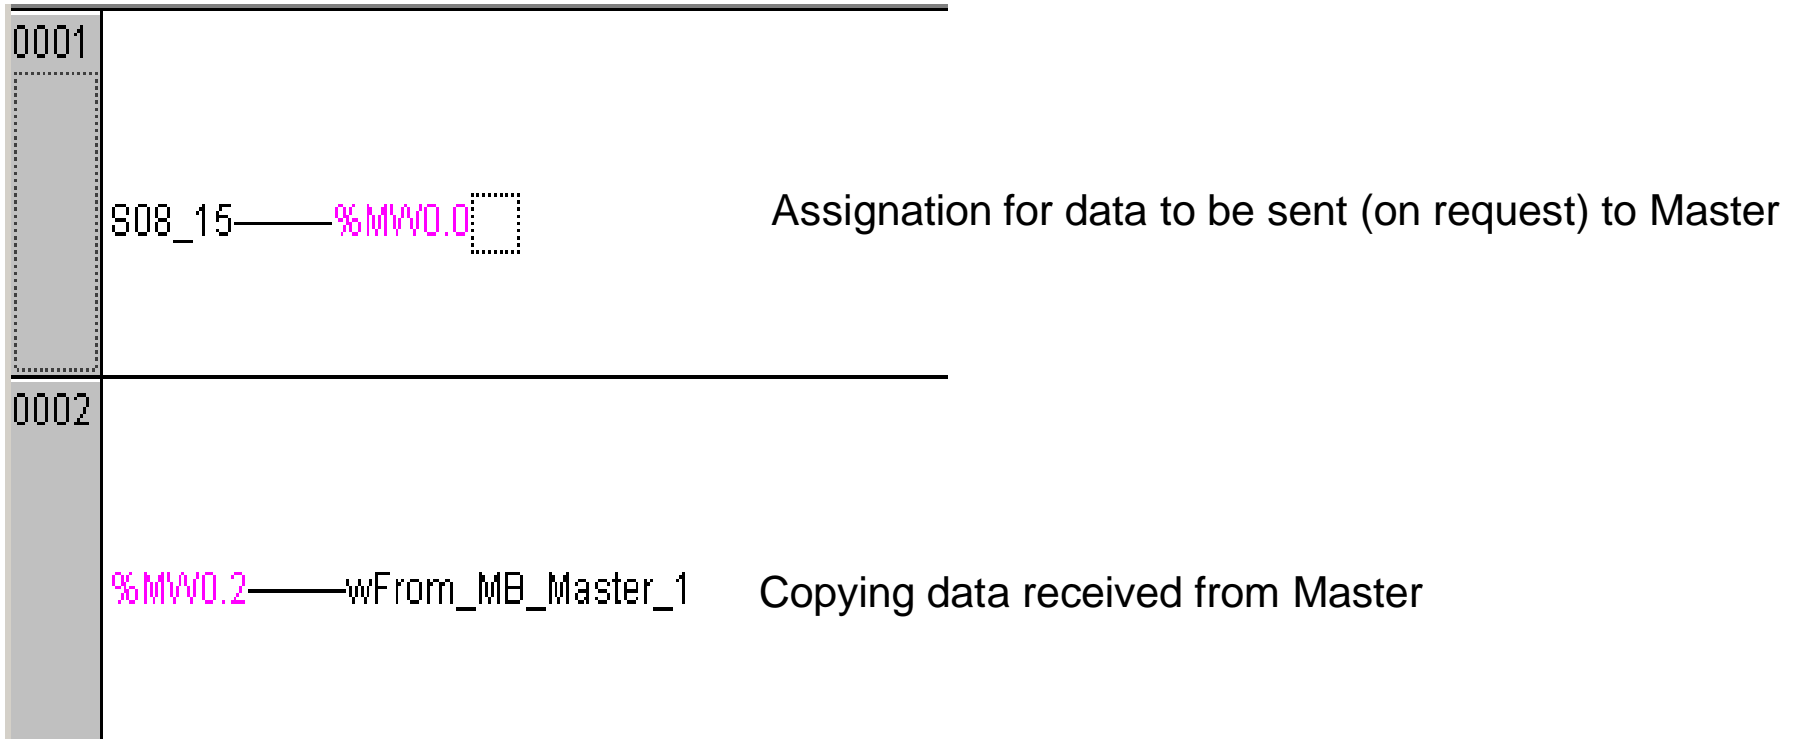 0001
S08_15 %MW0.0 Assignation for data to be sent (on request) to Master
0002
%MW0.2 wFrom_MB_Master_1 Copying data received from Master